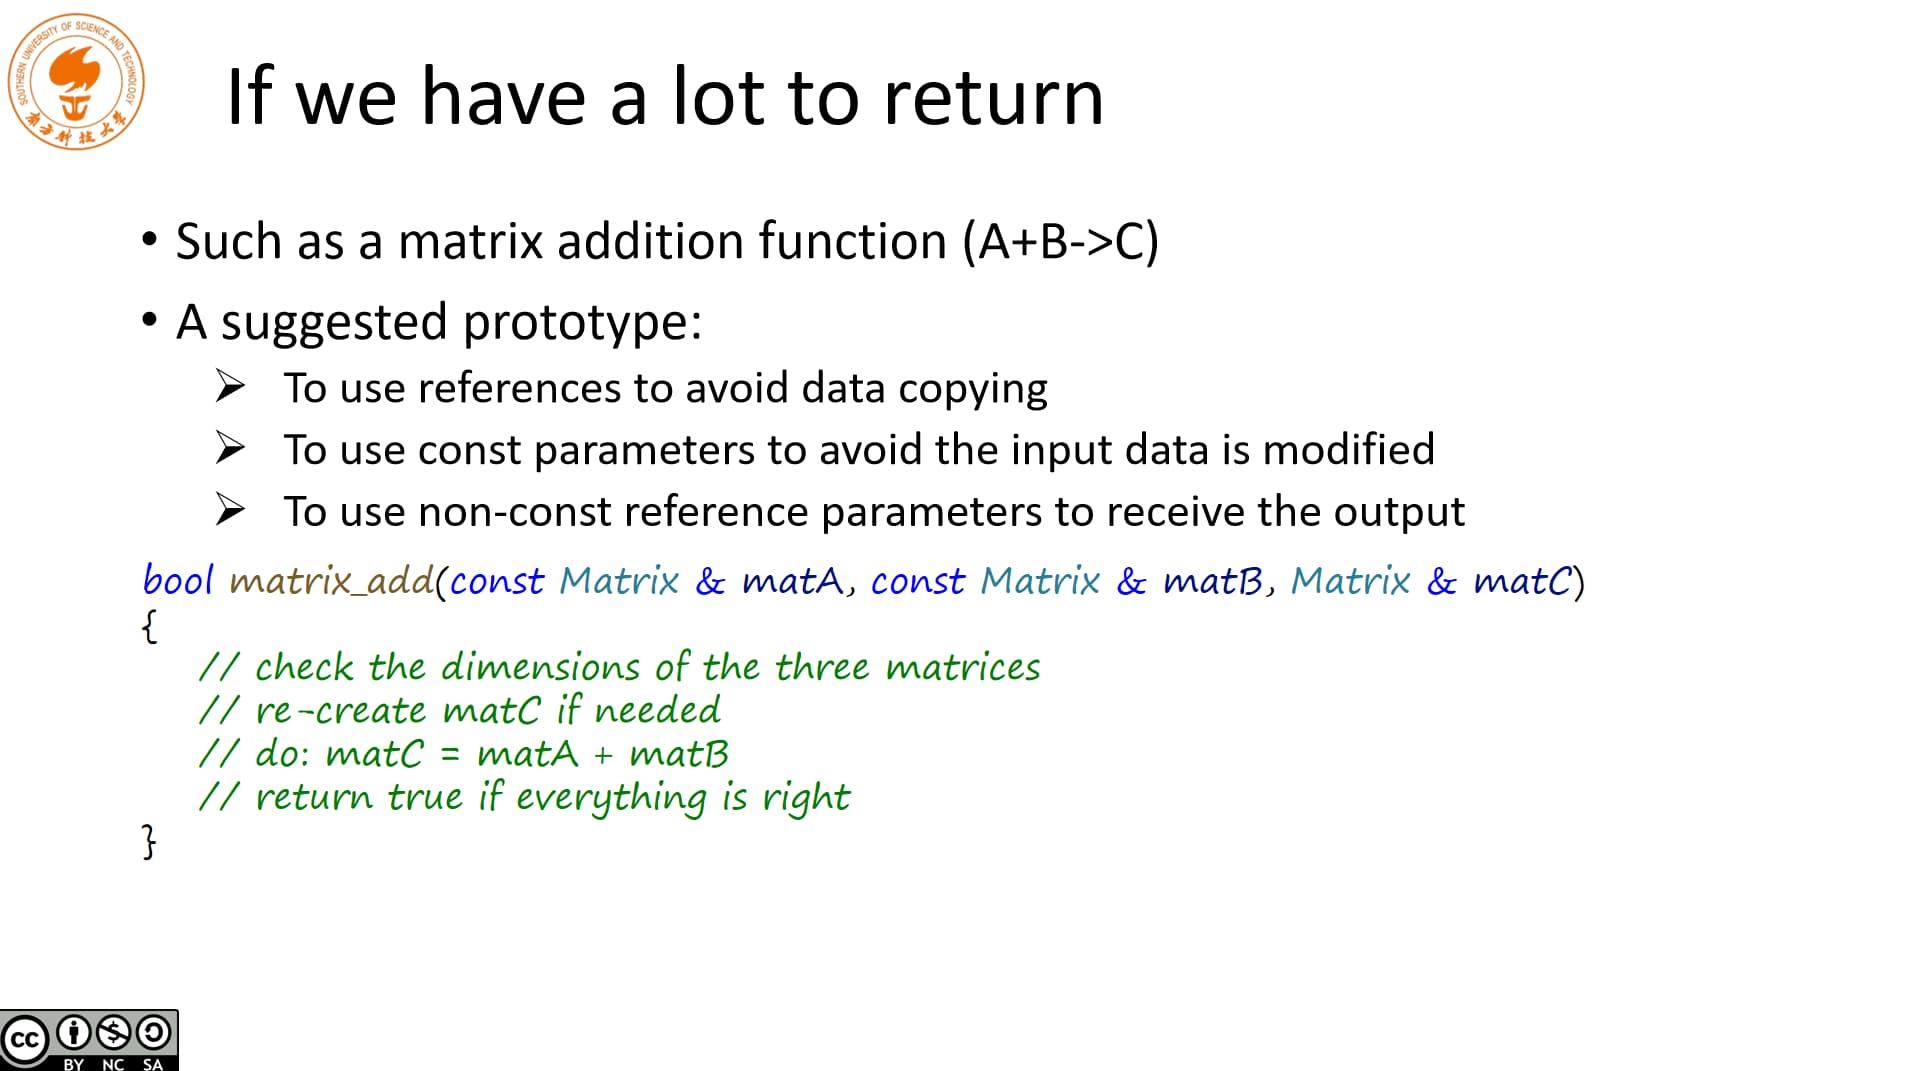 SOUTHERN UNIVERSITY OF SCIENCE AND TECHNOLOGY
南方科技大学
If we have a lot to return
• Such as a matrix addition function (A+B->C)
• A suggested prototype:
➢ To use references to avoid data copying
➢ To use const parameters to avoid the input data is modified
➢ To use non-const reference parameters to receive the output
bool matrix_add(const Matrix & matA, const Matrix & matB, Matrix & matC)
{
// check the dimensions of the three matrices
// re-create matC if needed
// do: matC = matA + matB
// return true if everything is right
}
cc
BY NC SA